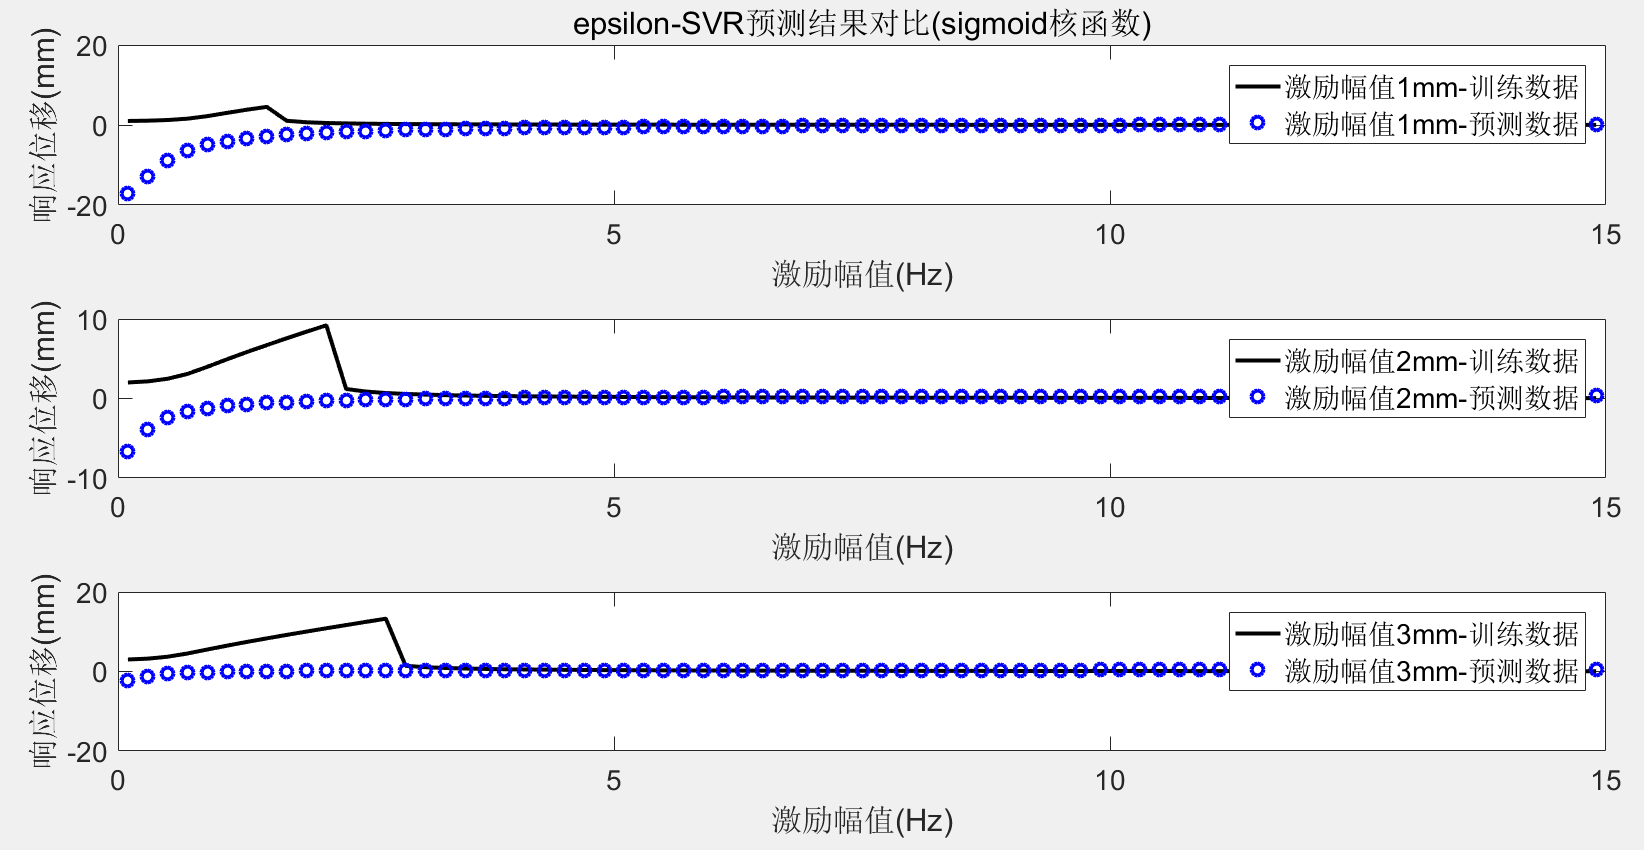 epsilon-SVR预测结果对比(sigmoid核函数)
响应位移(mm)
20
0
-20
激励幅值1mm-训练数据
激励幅值1mm-预测数据
0 5 10 15
激励幅值(Hz)
响应位移(mm)
10
0
-10
激励幅值2mm-训练数据
激励幅值2mm-预测数据
0 5 10 15
激励幅值(Hz)
响应位移(mm)
20
0
-20
激励幅值3mm-训练数据
激励幅值3mm-预测数据
0 5 10 15
激励幅值(Hz)